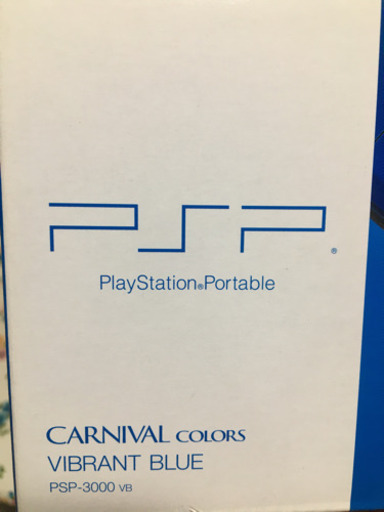 PSP®
PlayStation®Portable
CARNIVAL COLORS
VIBRANT BLUE
PSP-3000 VB